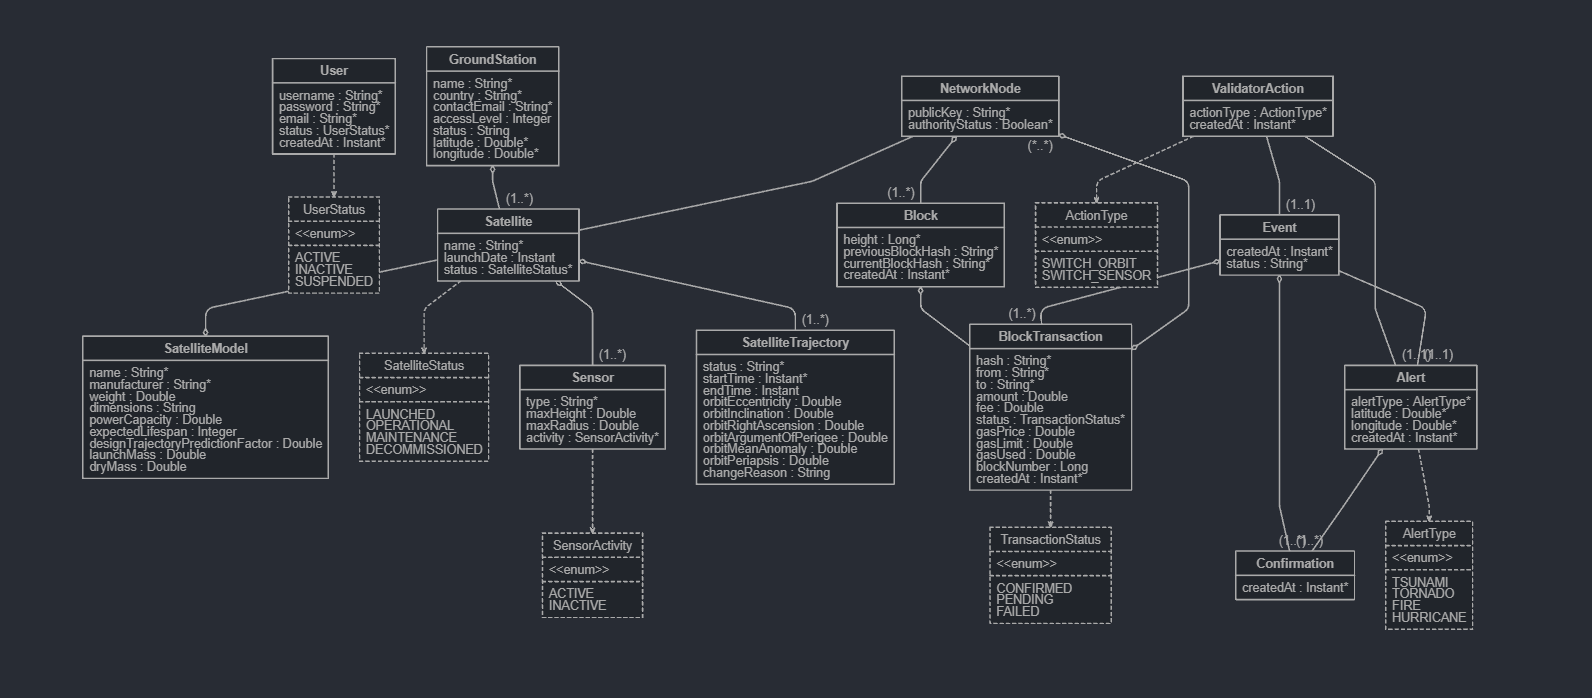 User
username : String*
password : String*
email : String*
status : UserStatus*
createdAt : Instant*
GroundStation
name : String*
country : String*
contactEmail : String*
accessLevel : Integer
status : String
latitude : Double*
longitude : Double*
NetworkNode
publicKey : String*
authorityStatus : Boolean*
(*..*)
ValidatorAction
actionType : ActionType*
createdAt : Instant*
UserStatus
<<enum>>
ACTIVE
INACTIVE
SUSPENDED
(1..*)
Satellite
name : String*
launchDate : Instant
status : SatelliteStatus*
(1..*)
Block
height : Long*
previousBlockHash : String*
currentBlockHash : String*
createdAt : Instant*
ActionType
<<enum>>
SWITCH_ORBIT
SWITCH_SENSOR
(1..1)
Event
createdAt : Instant*
status : String*
SatelliteModel
name : String*
manufacturer : String*
weight : Double
dimensions : String
powerCapacity : Double
expectedLifespan : Integer
designTrajectoryPredictionFactor : Double
launchMass : Double
dryMass : Double
SatelliteStatus
<<enum>>
LAUNCHED
OPERATIONAL
MAINTENANCE
DECOMMISSIONED
(1..*)
Sensor
type : String*
maxHeight : Double
maxRadius : Double
activity : SensorActivity*
(1..*)
SatelliteTrajectory
status : String*
startTime : Instant*
endTime : Instant
orbitEccentricity : Double
orbitInclination : Double
orbitRightAscension : Double
orbitArgumentOfPerigee : Double
orbitMeanAnomaly : Double
orbitPeriapsis : Double
changeReason : String
(1..*)
BlockTransaction
hash : String*
from : String*
to : String*
amount : Double
fee : Double
status : TransactionStatus*
gasPrice : Double
gasLimit : Double
gasUsed : Double
blockNumber : Long
createdAt : Instant*
(1..1)(1..1)
Alert
alertType : AlertType*
latitude : Double*
longitude : Double*
createdAt : Instant*
SensorActivity
<<enum>>
ACTIVE
INACTIVE
TransactionStatus
<<enum>>
CONFIRMED
PENDING
FAILED
(1..*)(1..*)
Confirmation
createdAt : Instant*
AlertType
<<enum>>
TSUNAMI
TORNADO
FIRE
HURRICANE